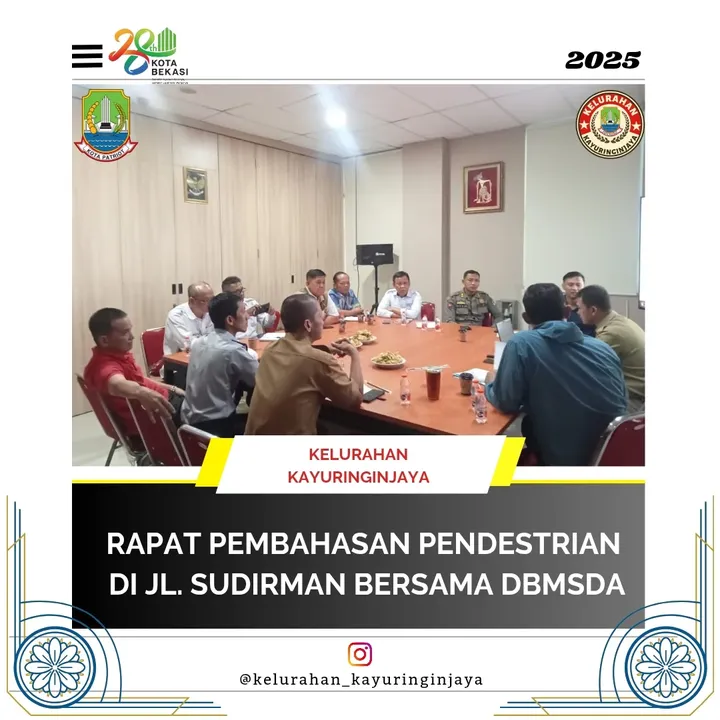 28th
KOTA
BEKASI
2025
KOTA PATRIOT
KELURAHAN
KAYURINGINJAYA
KELURAHAN
KAYURINGINJAYA
RAPAT PEMBAHASAN PENDESTRIAN
DI JL. SUDIRMAN BERSAMA DBMSDA
@kelurahan_kayuringinjaya